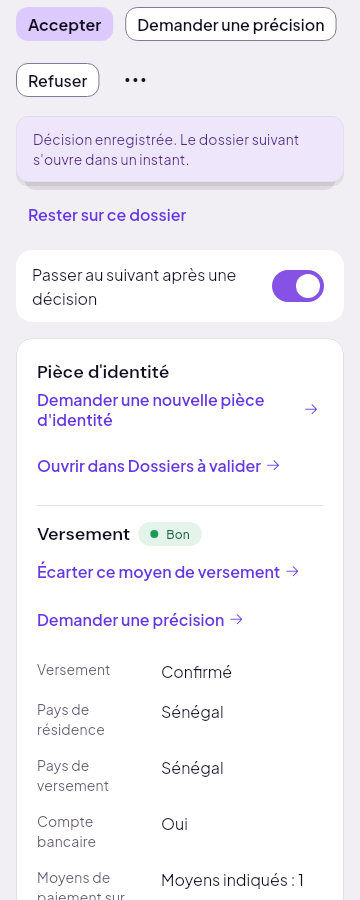 Accepter
Demander une précision
Refuser
Décision enregistrée. Le dossier suivant
s'ouvre dans un instant.
Rester sur ce dossier
Passer au suivant après une
décision
Pièce d'identité
Demander une nouvelle pièce
d'identité
Ouvrir dans Dossiers à valider
Versement
Bon
Écarter ce moyen de versement
Demander une précision
Versement
Confirmé
Pays de
résidence
Sénégal
Pays de
versement
Sénégal
Compte
bancaire
Oui
Moyens de
paiement sur
Moyens indiqués : 1